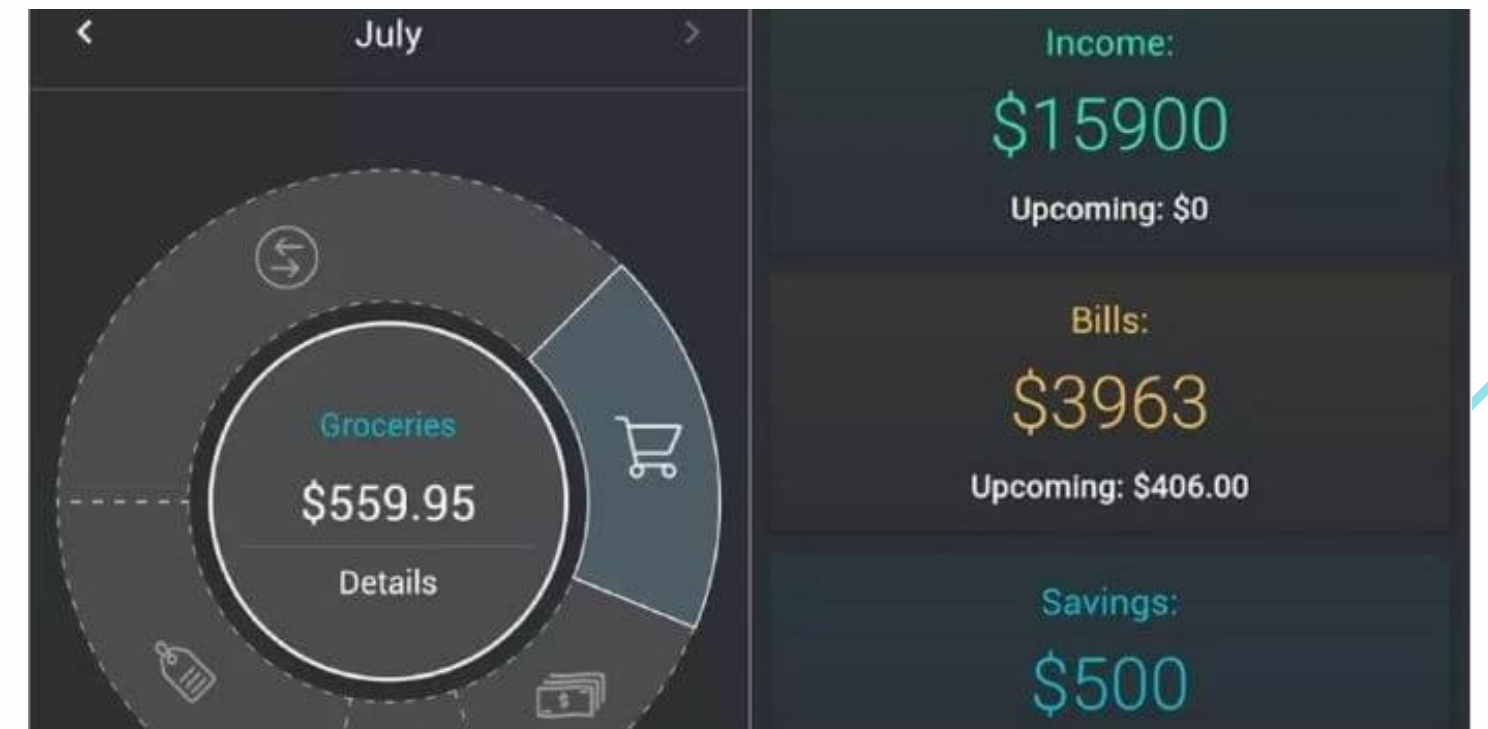 July
Groceries
$559.95
Details
Income:
$15900
Upcoming: $0
Bills:
$3963
Upcoming: $406.00
Savings:
$500